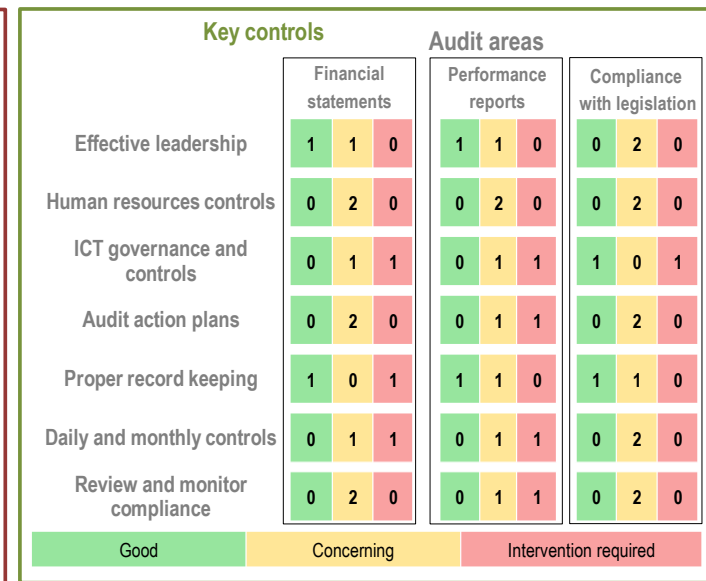 Key controls
Audit areas
Financial statements
Performance reports
Compliance with legislation
Effective leadership 1 1 0 1 1 0 0 2 0
Human resources controls 0 2 0 0 2 0 0 2 0
ICT governance and controls 0 1 1 0 1 1 1 0 1
Audit action plans 0 2 0 0 1 1 0 2 0
Proper record keeping 1 0 1 1 1 0 1 1 0
Daily and monthly controls 0 1 1 0 1 1 0 2 0
Review and monitor compliance 0 2 0 0 1 1 0 2 0
Good Concerning Intervention required